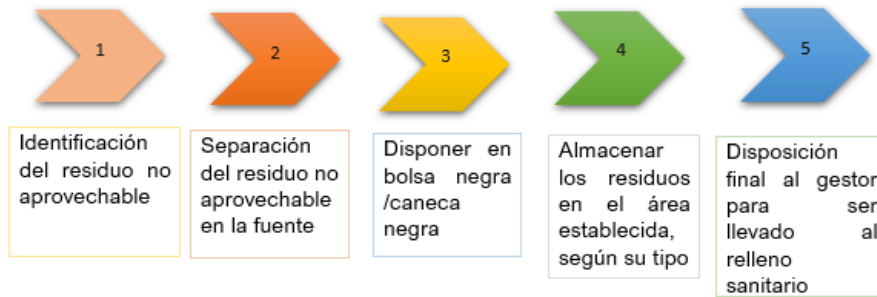 1
2
3
4
5
Identificación
del residuo no
aprovechable
Separación
del residuo no
aprovechable
en la fuente
Disponer en
bolsa negra
/caneca
negra
Almacenar
los residuos
en el área
establecida,
según su tipo
Disposición
final al gestor
para ser
llevado al
relleno
sanitario